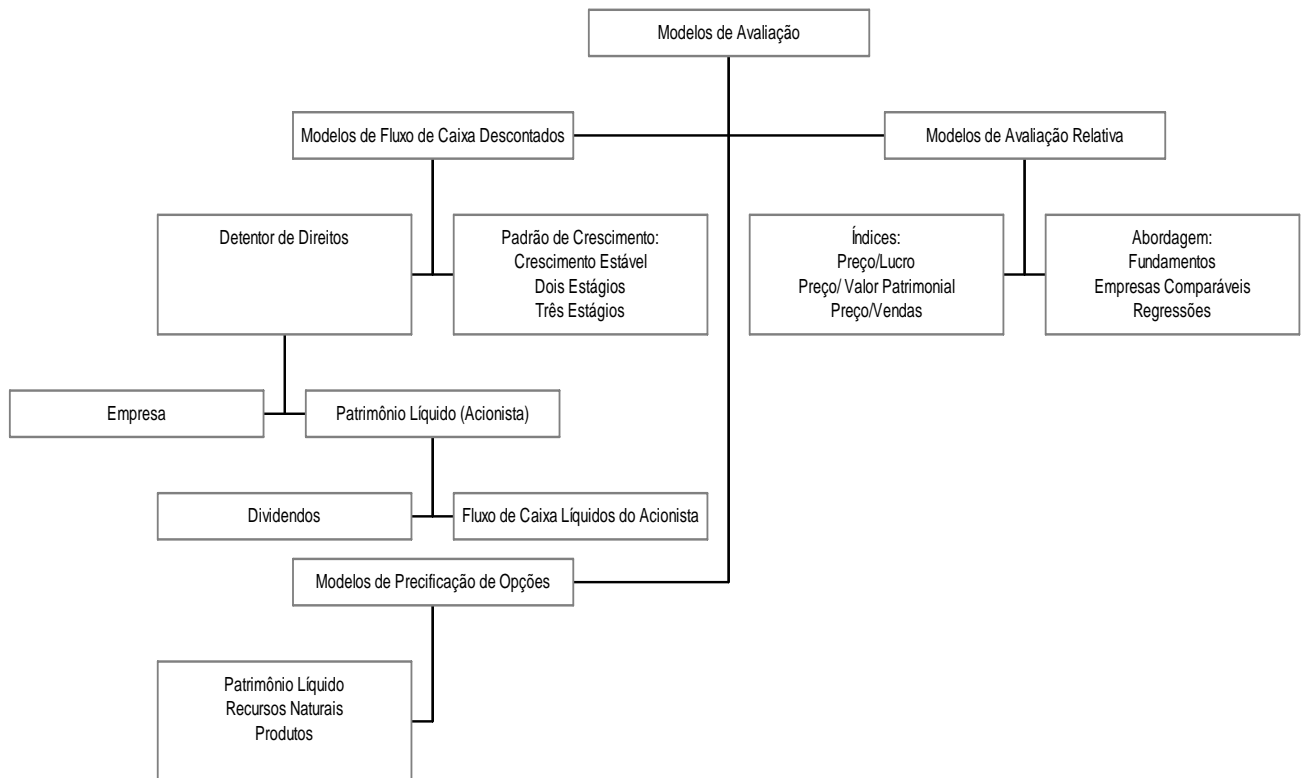 Modelos de Avaliação
Modelos de Fluxo de Caixa Descontados
Modelos de Avaliação Relativa
Detentor de Direitos
Padrão de Crescimento:
Crescimento Estável
Dois Estágios
Três Estágios
Índices:
Preço/Lucro
Preço/ Valor Patrimonial
Preço/Vendas
Abordagem:
Fundamentos
Empresas Comparáveis
Regressões
Empresa
Patrimônio Líquido (Acionista)
Dividendos
Fluxo de Caixa Líquidos do Acionista
Modelos de Precificação de Opções
Patrimônio Líquido
Recursos Naturais
Produtos